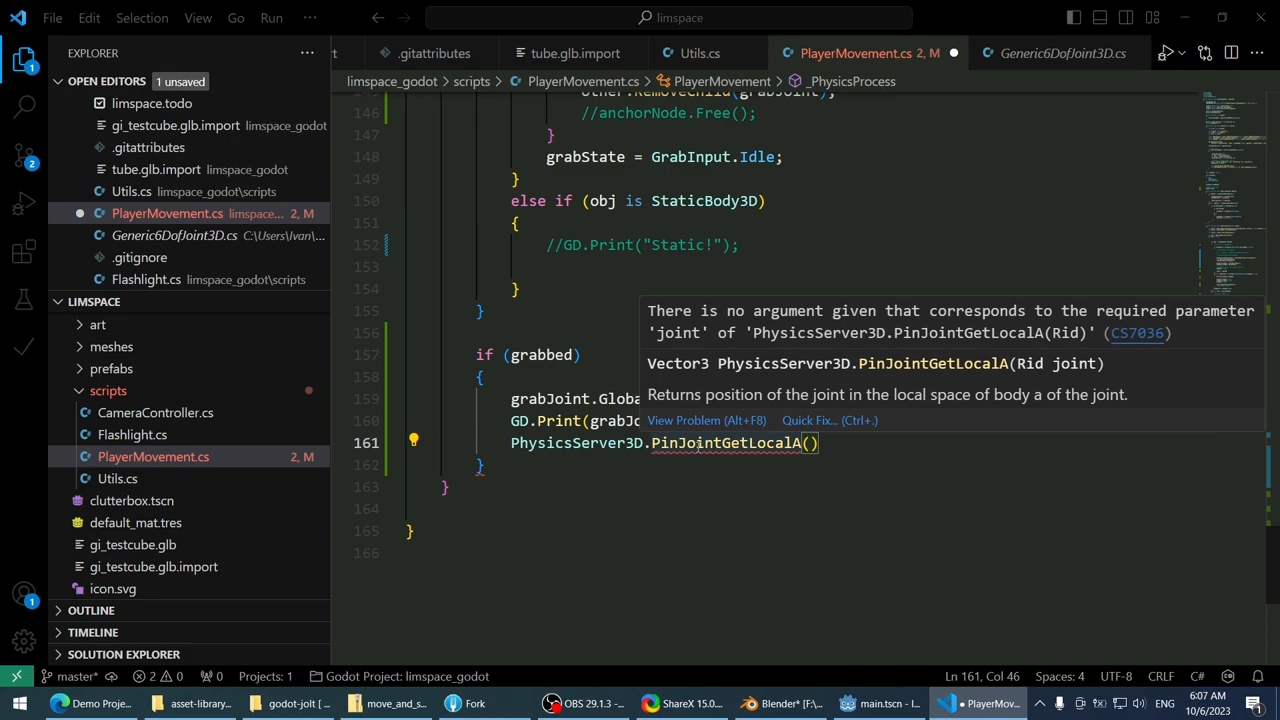 File Edit Selection View Go Run ··· limspace
EXPLORER ···
OPEN EDITORS 1 unsaved
limspace.todo
gi_testcube.glb.import limspace_godot
.gitattributes
tube.glb.import limspace_godot
Utils.cs limspace_godot\scripts
PlayerMovement.cs limspace... 2, M
Generic6DofJoint3D.cs C:\Users\Ivan\...
.gitignore
Flashlight.cs limspace_godot\scripts
LIMSPACE
art
meshes
prefabs
scripts
CameraController.cs
Flashlight.cs
PlayerMovement.cs 2, M
Utils.cs
clutterbox.tscn
default_mat.tres
gi_testcube.glb
gi_testcube.glb.import
icon.svg
OUTLINE
TIMELINE
SOLUTION EXPLORER
.gitattributes tube.glb.import Utils.cs PlayerMovement.cs 2, M Generic6DofJoint3D.cs
limspace_godot > scripts > PlayerMovement.cs > PlayerMovement > _PhysicsProcess
146 //anchorNode.Free();
147 }
148 grabState = GrabInput.Idle;
149 }
150 else if (obj is StaticBody3D)
151 {
152 //GD.Print("Static!");
153
154 }
155 }
156
157 if (grabbed)
158 {
159 grabJoint.Globa
160 GD.Print(grabJo
161 PhysicsServer3D.PinJointGetLocalA()
162 }
163 }
164
165 }
166
There is no argument given that corresponds to the required parameter
'joint' of 'PhysicsServer3D.PinJointGetLocalA(Rid)' (CS7036)
Vector3 PhysicsServer3D.PinJointGetLocalA(Rid joint)
Returns position of the joint in the local space of body a of the joint.
View Problem (Alt+F8) Quick Fix... (Ctrl+.)
master* 2 0 0 Projects: 1 Godot Project: limspace_godot Ln 161, Col 46 Spaces: 4 UTF-8 CRLF C#
Demo Proje... asset-library... godot-jolt [ ... move_and_s... Fork OBS 29.1.3 -... ShareX 15.0... Blender* [F:\... main.tscn - l... ● PlayerMov... ENG 6:07 AM
10/6/2023